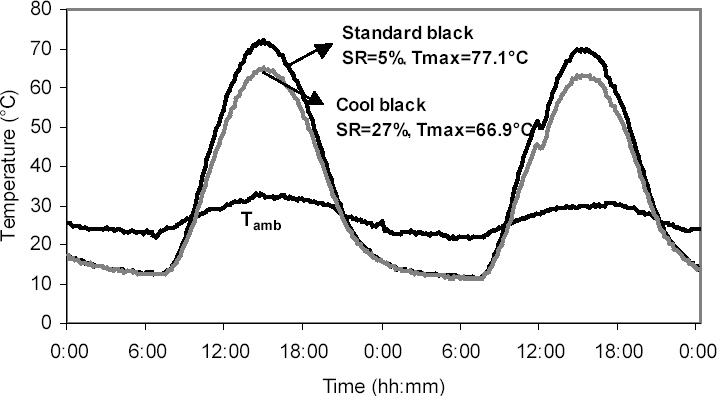 80
70
60
50
40
30
20
10
0
Temperature (°C)
Standard black
SR=5%, Tmax=77.1°C
Cool black
SR=27%, Tmax=66.9°C
Tamb
0:00 6:00 12:00 18:00 0:00 6:00 12:00 18:00 0:00
Time (hh:mm)